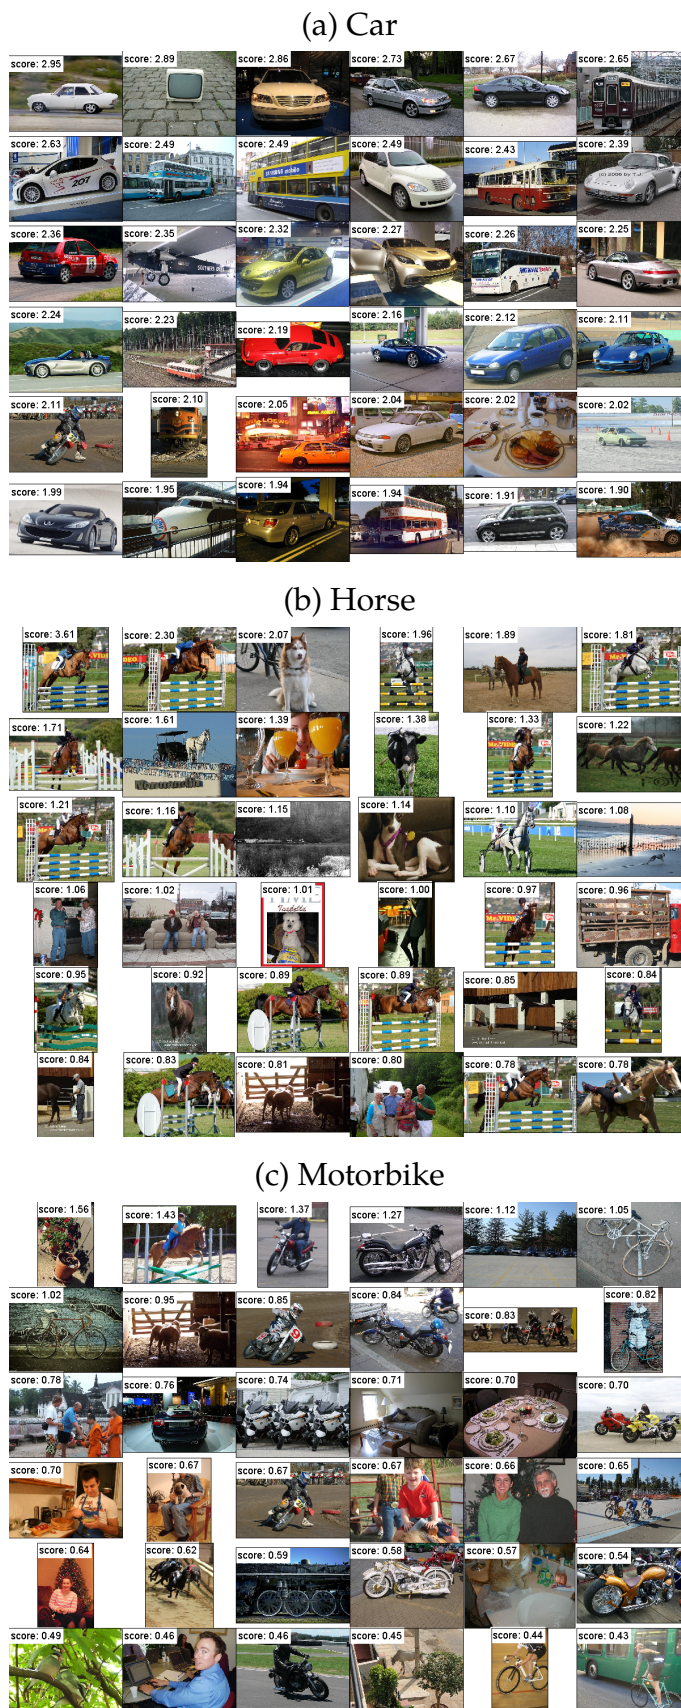 (a) Car
score: 2.95 score: 2.89 score: 2.86 score: 2.73 score: 2.67 score: 2.65
score: 2.63 score: 2.49 score: 2.49 score: 2.49 score: 2.43 score: 2.39
207
(c) 2006 by T.J.
score: 2.36 score: 2.35 score: 2.32 score: 2.27 score: 2.26 score: 2.25
score: 2.24 score: 2.23 score: 2.19 score: 2.16 score: 2.12 score: 2.11
score: 2.11 score: 2.10 score: 2.05 score: 2.04 score: 2.02 score: 2.02
score: 1.99 score: 1.95 score: 1.94 score: 1.94 score: 1.91 score: 1.90
(b) Horse
score: 3.61 score: 2.30 score: 2.07 score: 1.96 score: 1.89 score: 1.81
score: 1.71 score: 1.61 score: 1.39 score: 1.38 score: 1.33 score: 1.22
score: 1.21 score: 1.16 score: 1.15 score: 1.14 score: 1.10 score: 1.08
score: 1.06 score: 1.02 score: 1.01 score: 1.00 score: 0.97 score: 0.96
score: 0.95 score: 0.92 score: 0.89 score: 0.89 score: 0.85 score: 0.84
score: 0.84 score: 0.83 score: 0.81 score: 0.80 score: 0.78 score: 0.78
(c) Motorbike
score: 1.56 score: 1.43 score: 1.37 score: 1.27 score: 1.12 score: 1.05
score: 1.02 score: 0.95 score: 0.85 score: 0.84 score: 0.83 score: 0.82
score: 0.78 score: 0.76 score: 0.74 score: 0.71 score: 0.70 score: 0.70
score: 0.70 score: 0.67 score: 0.67 score: 0.67 score: 0.66 score: 0.65
score: 0.64 score: 0.62 score: 0.59 score: 0.58 score: 0.57 score: 0.54
score: 0.49 score: 0.46 score: 0.46 score: 0.45 score: 0.44 score: 0.43